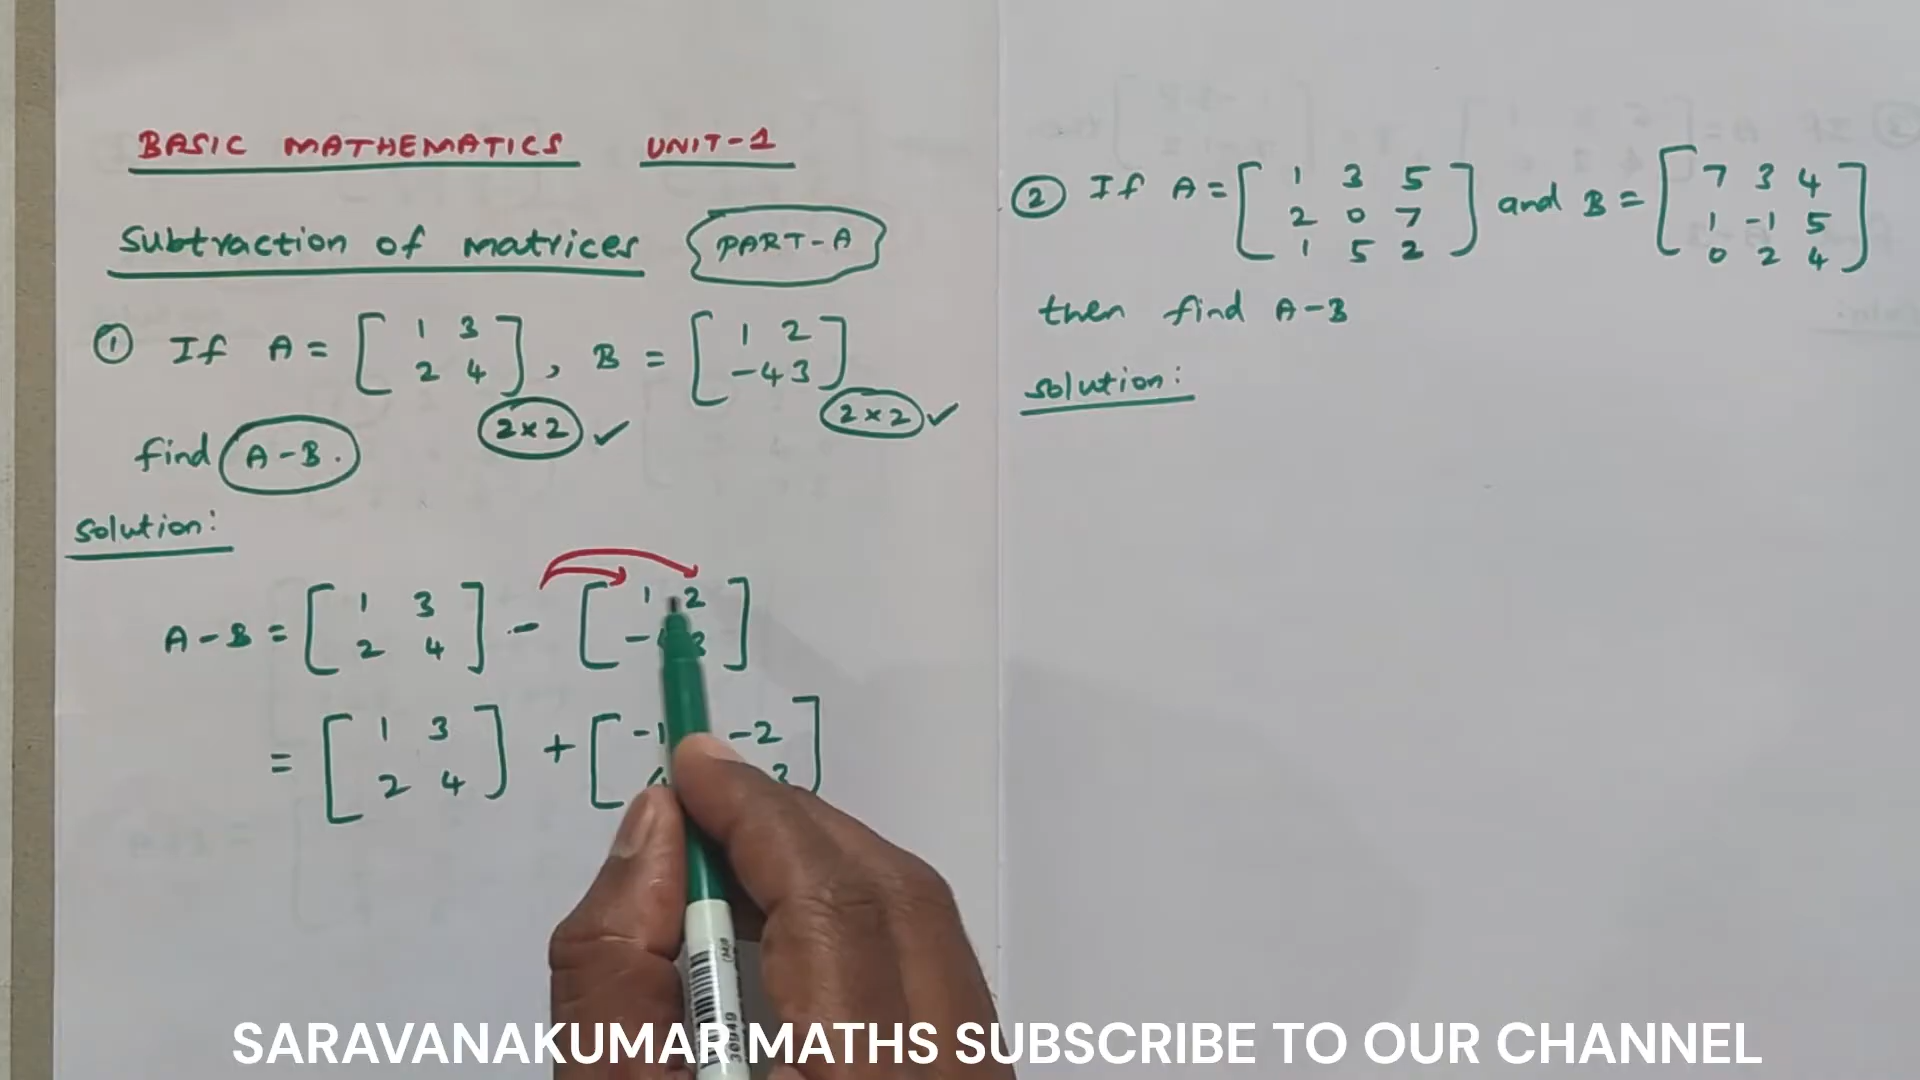 BASIC MATHEMATICS UNIT-1
Subtraction of matrices PART-A
① If A = [ 1 3
2 4 ] , B = [ 1 2
-4 3 ]
2×2 ✓ 2×2 ✓
find A-B.
Solution:
A-B = [ 1 3
2 4 ] - [ 1 2
- 3 ]
= [ 1 3
2 4 ] + [ -1 -2
]
② If A = [ 1 3 5
2 0 7
1 5 2 ] and B = [ 7 3 4
1 -1 5
0 2 4 ]
then find A-B
solution:
SARAVANAKUMAR MATHS SUBSCRIBE TO OUR CHANNEL